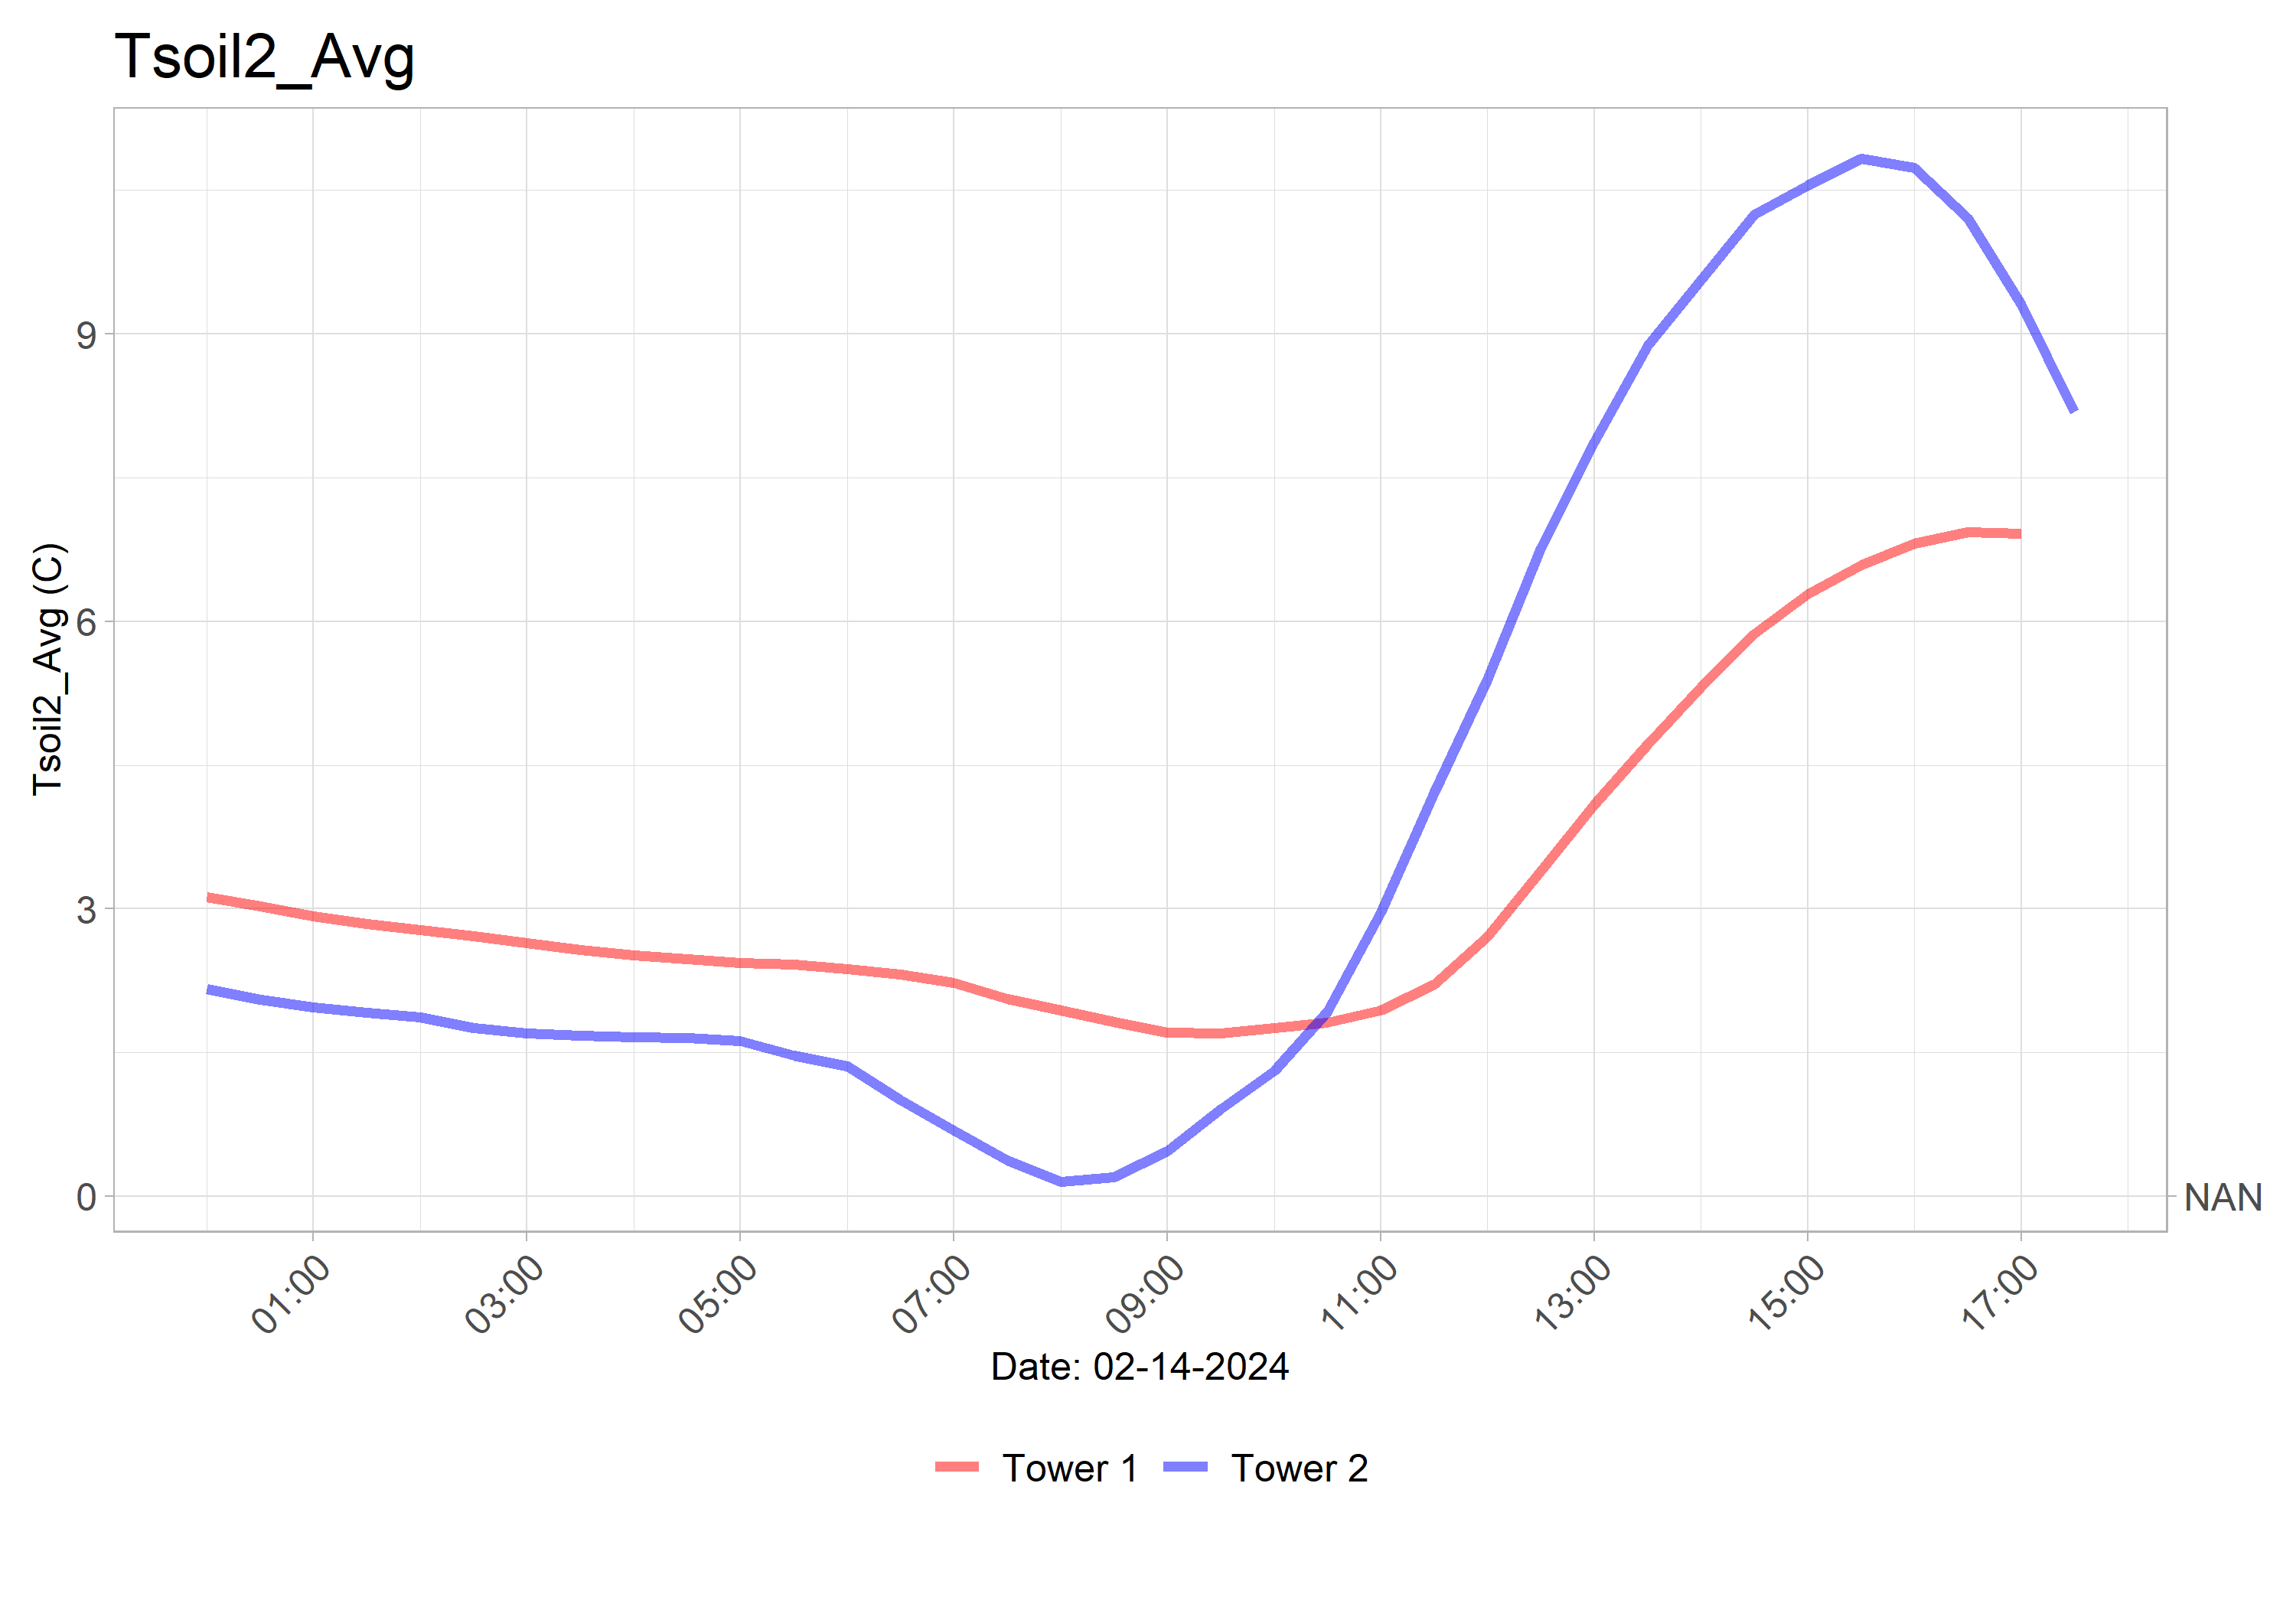 Tsoil2_Avg
Tsoil2_Avg (C)
9
6
3
0
NAN
01:00
03:00
05:00
07:00
09:00
11:00
13:00
15:00
17:00
Date: 02-14-2024
Tower 1
Tower 2